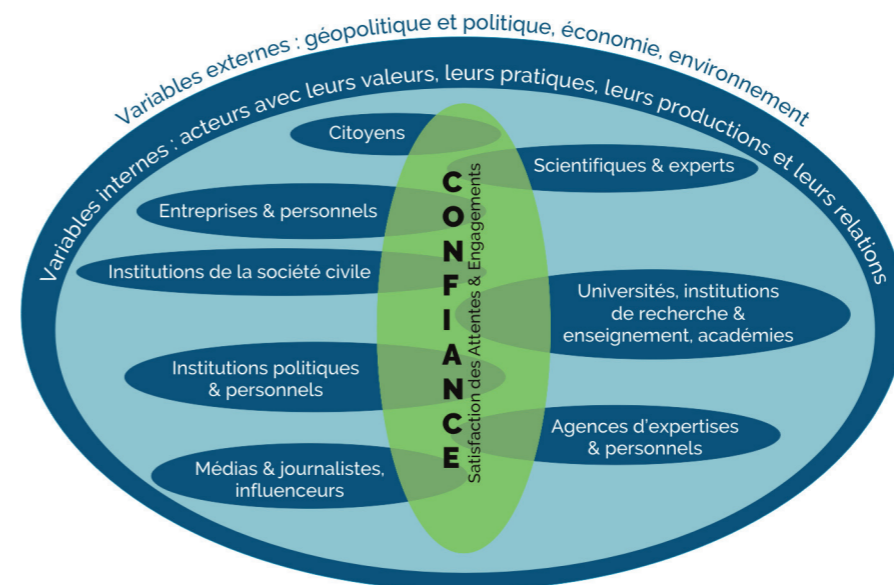 Variables externes : géopolitique et politique, économie, environnement
Variables internes : acteurs avec leurs valeurs, leurs pratiques, leurs productions et leurs relations
Citoyens
Scientifiques & experts
Entreprises & personnels
Institutions de la société civile
Universités, institutions
de recherche &
enseignement, académies
Institutions politiques
& personnels
Agences d’expertises
& personnels
Médias & journalistes,
influenceurs
CONFIANCE
Satisfaction des Attentes & Engagements